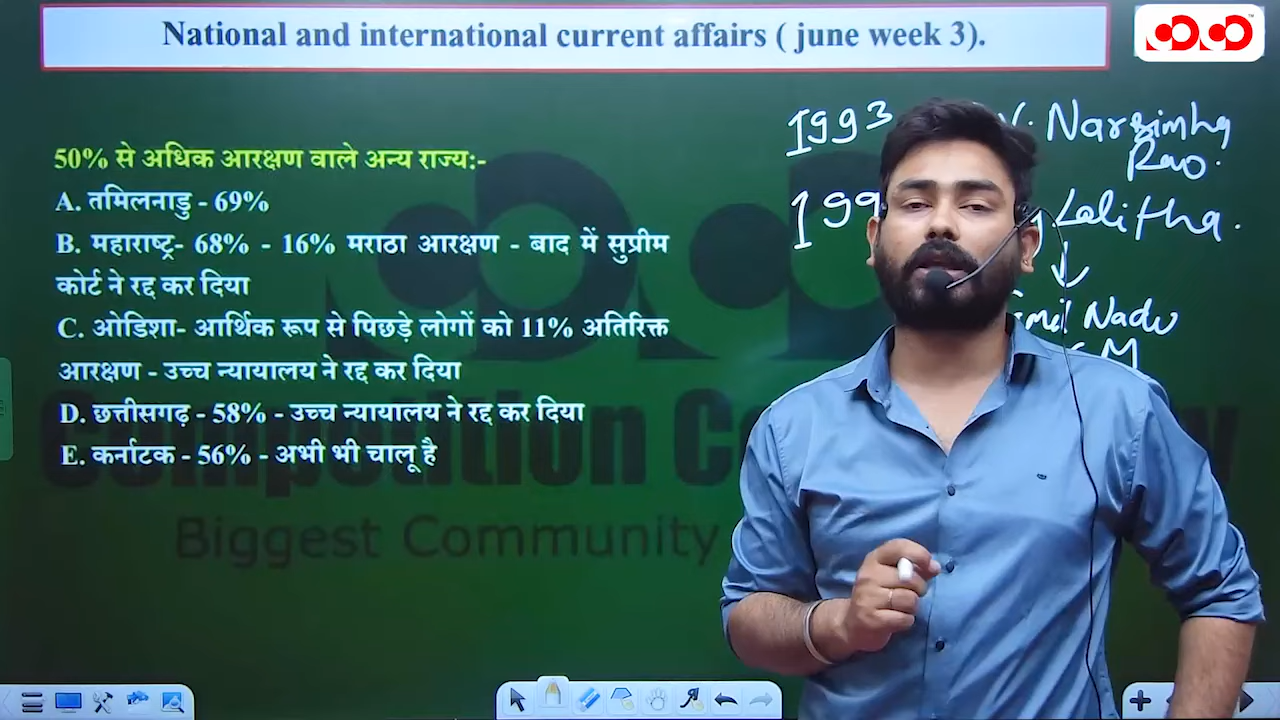 National and international current affairs ( june week 3).
50% से अधिक आरक्षण वाले अन्य राज्य:-
A. तमिलनाडु - 69%
B. महाराष्ट्र- 68% - 16% मराठा आरक्षण - बाद में सुप्रीम
कोर्ट ने रद्द कर दिया
C. ओडिशा- आर्थिक रूप से पिछड़े लोगों को 11% अतिरिक्त
आरक्षण - उच्च न्यायालय ने रद्द कर दिया
D. छत्तीसगढ़ - 58% - उच्च न्यायालय ने रद्द कर दिया
E. कर्नाटक - 56% - अभी भी चालू है
1993 V. Narsimha
Rao.
199 Lalitha.
Nadu
Biggest Community